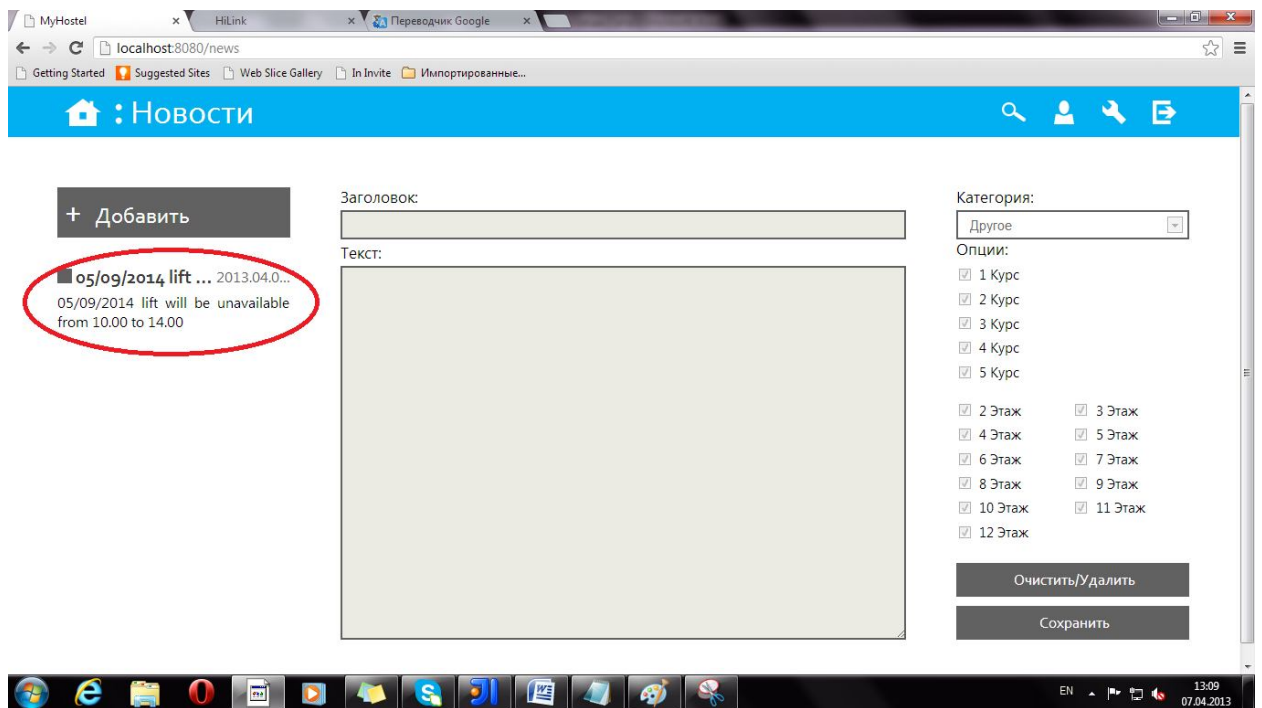 MyHostel
HiLink
Переводчик Google
localhost:8080/news
Getting Started Suggested Sites Web Slice Gallery In Invite Импортированные...
: Новости
+ Добавить
05/09/2014 lift ... 2013.04.0...
05/09/2014 lift will be unavailable
from 10.00 to 14.00
Заголовок:
Текст:
Категория:
Другое
Опции:
1 Курс
2 Курс
3 Курс
4 Курс
5 Курс
2 Этаж 3 Этаж
4 Этаж 5 Этаж
6 Этаж 7 Этаж
8 Этаж 9 Этаж
10 Этаж 11 Этаж
12 Этаж
Очистить/Удалить
Сохранить
EN
13:09
07.04.2013